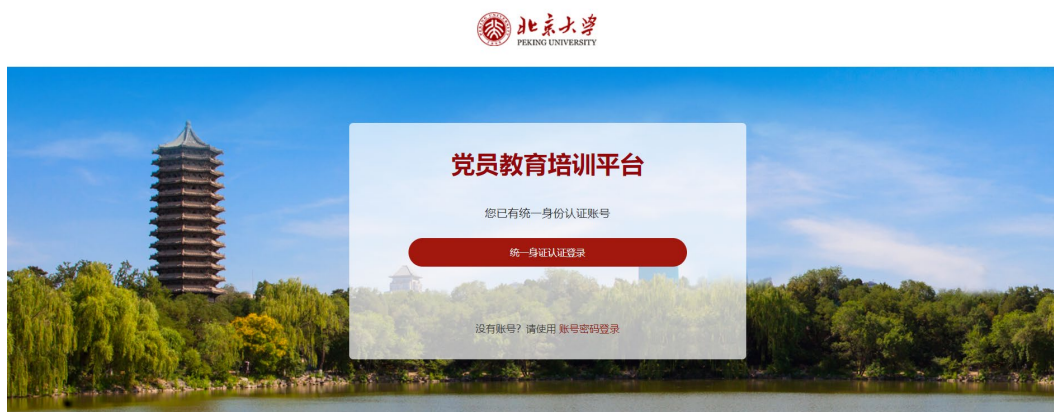 北京大学
PEKING UNIVERSITY
党员教育培训平台
您已有统一身份认证账号
统一身证认证登录
没有账号？请使用 账号密码登录